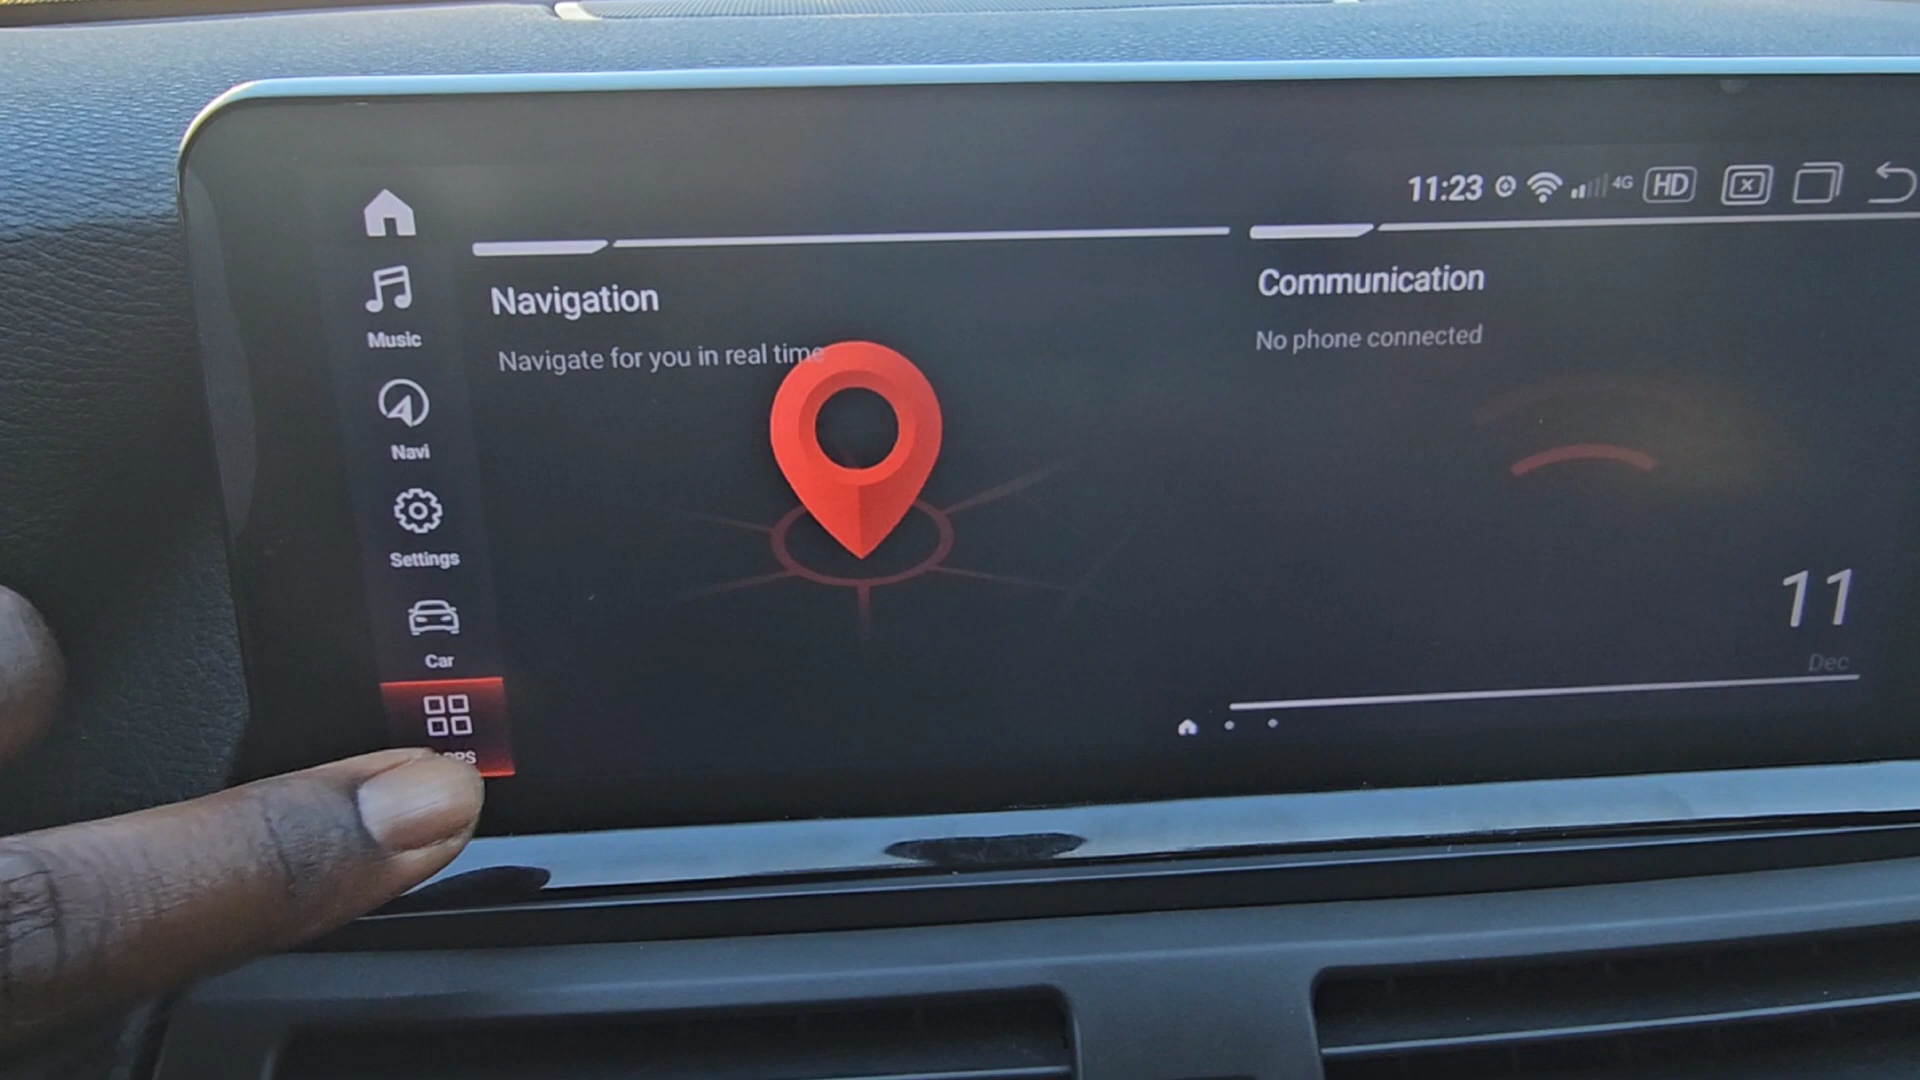 11:23 4G HD
Music
Navi
Settings
Car
Navigation
Navigate for you in real time
Communication
No phone connected
11
Dec